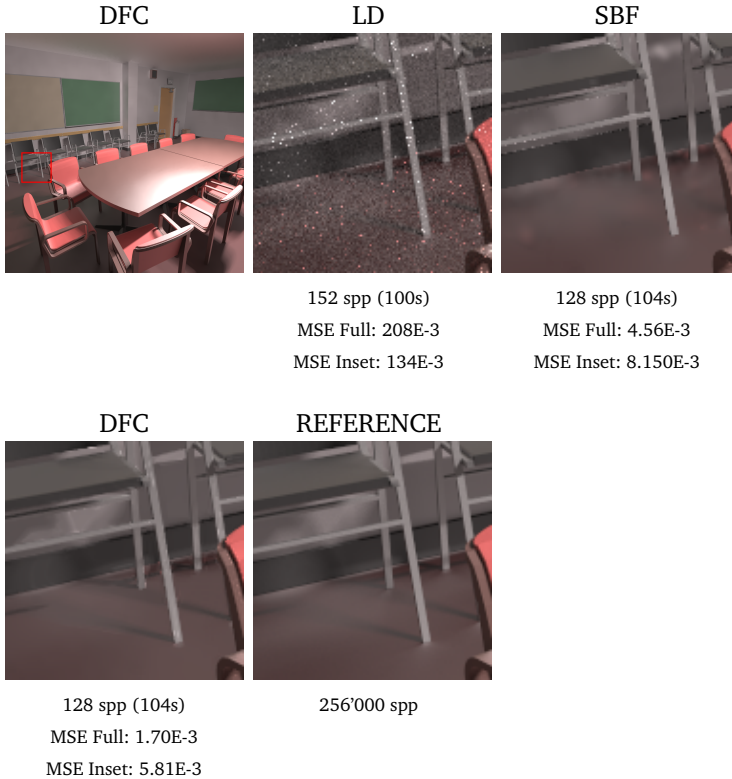 DFC
LD
SBF
152 spp (100s)
MSE Full: 208E-3
MSE Inset: 134E-3
128 spp (104s)
MSE Full: 4.56E-3
MSE Inset: 8.150E-3
DFC
REFERENCE
128 spp (104s)
MSE Full: 1.70E-3
MSE Inset: 5.81E-3
256’000 spp